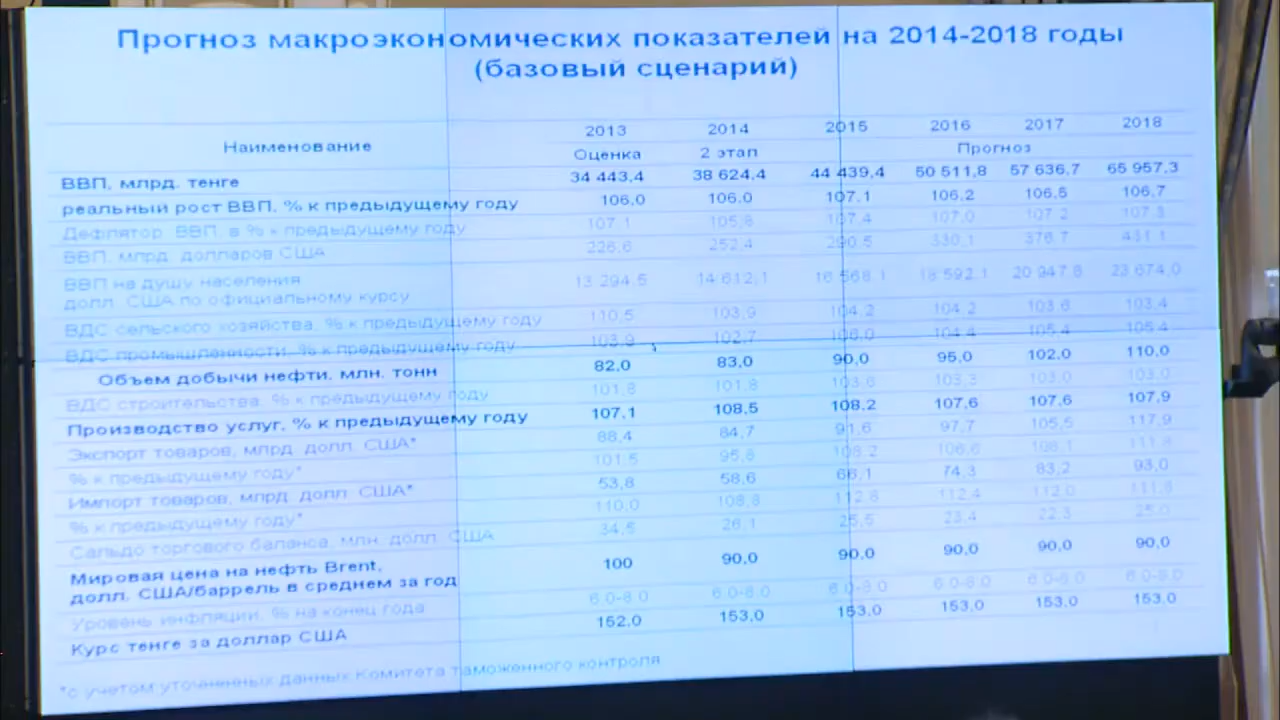 Прогноз макроэкономических показателей на 2014-2018 годы
(базовый сценарий)
Наименование 2013 2014 2015 2016 2017 2018
Оценка 2 этап Прогноз
ВВП, млрд. тенге 34 443,4 38 624,4 44 439,4 50 511,8 57 636,7 65 957,3
реальный рост ВВП, % к предыдущему году 106,0 106,0 107,1 106,2 106,5 106,7
Дефлятор ВВП, в % к предыдущему году 107,1 105,8 107,4 107,0 107,2 107,3
ВВП, млрд. долларов США 226,6 252,4 290,5 330,1 376,7 431,1
ВВП на душу населения
долл. США по официальному курсу 13 294,5 14 612,1 16 568,1 18 592,1 20 947,8 23 674,0
ВДС сельского хозяйства, % к предыдущему году 110,5 103,9 104,2 104,2 103,6 103,4
ВДС промышленности, % к предыдущему году 103,9 102,7 106,0 104,4 105,4 105,4
Объем добычи нефти, млн. тонн 82,0 83,0 90,0 95,0 102,0 110,0
ВДС строительства, % к предыдущему году 101,8 101,8 103,6 103,3 103,0 103,0
Производство услуг, % к предыдущему году 107,1 108,5 108,2 107,6 107,6 107,9
Экспорт товаров, млрд. долл. США* 88,4 84,7 91,6 97,7 105,5 117,9
% к предыдущему году* 101,5 95,8 108,2 106,6 108,1 111,8
Импорт товаров, млрд. долл. США* 53,8 58,6 66,1 74,3 83,2 93,0
% к предыдущему году* 110,0 108,8 112,8 112,4 112,0 111,8
Сальдо торгового баланса, млн. долл. США 34,5 26,1 25,5 23,4 22,3 25,0
Мировая цена на нефть Brent,
долл. США/баррель в среднем за год 100 90,0 90,0 90,0 90,0 90,0
Уровень инфляции, % на конец года 6,0-8,0 6,0-8,0 6,0-8,0 6,0-8,0 6,0-8,0 6,0-8,0
Курс тенге за доллар США 152,0 153,0 153,0 153,0 153,0 153,0
*с учетом уточненных данных Комитета таможенного контроля